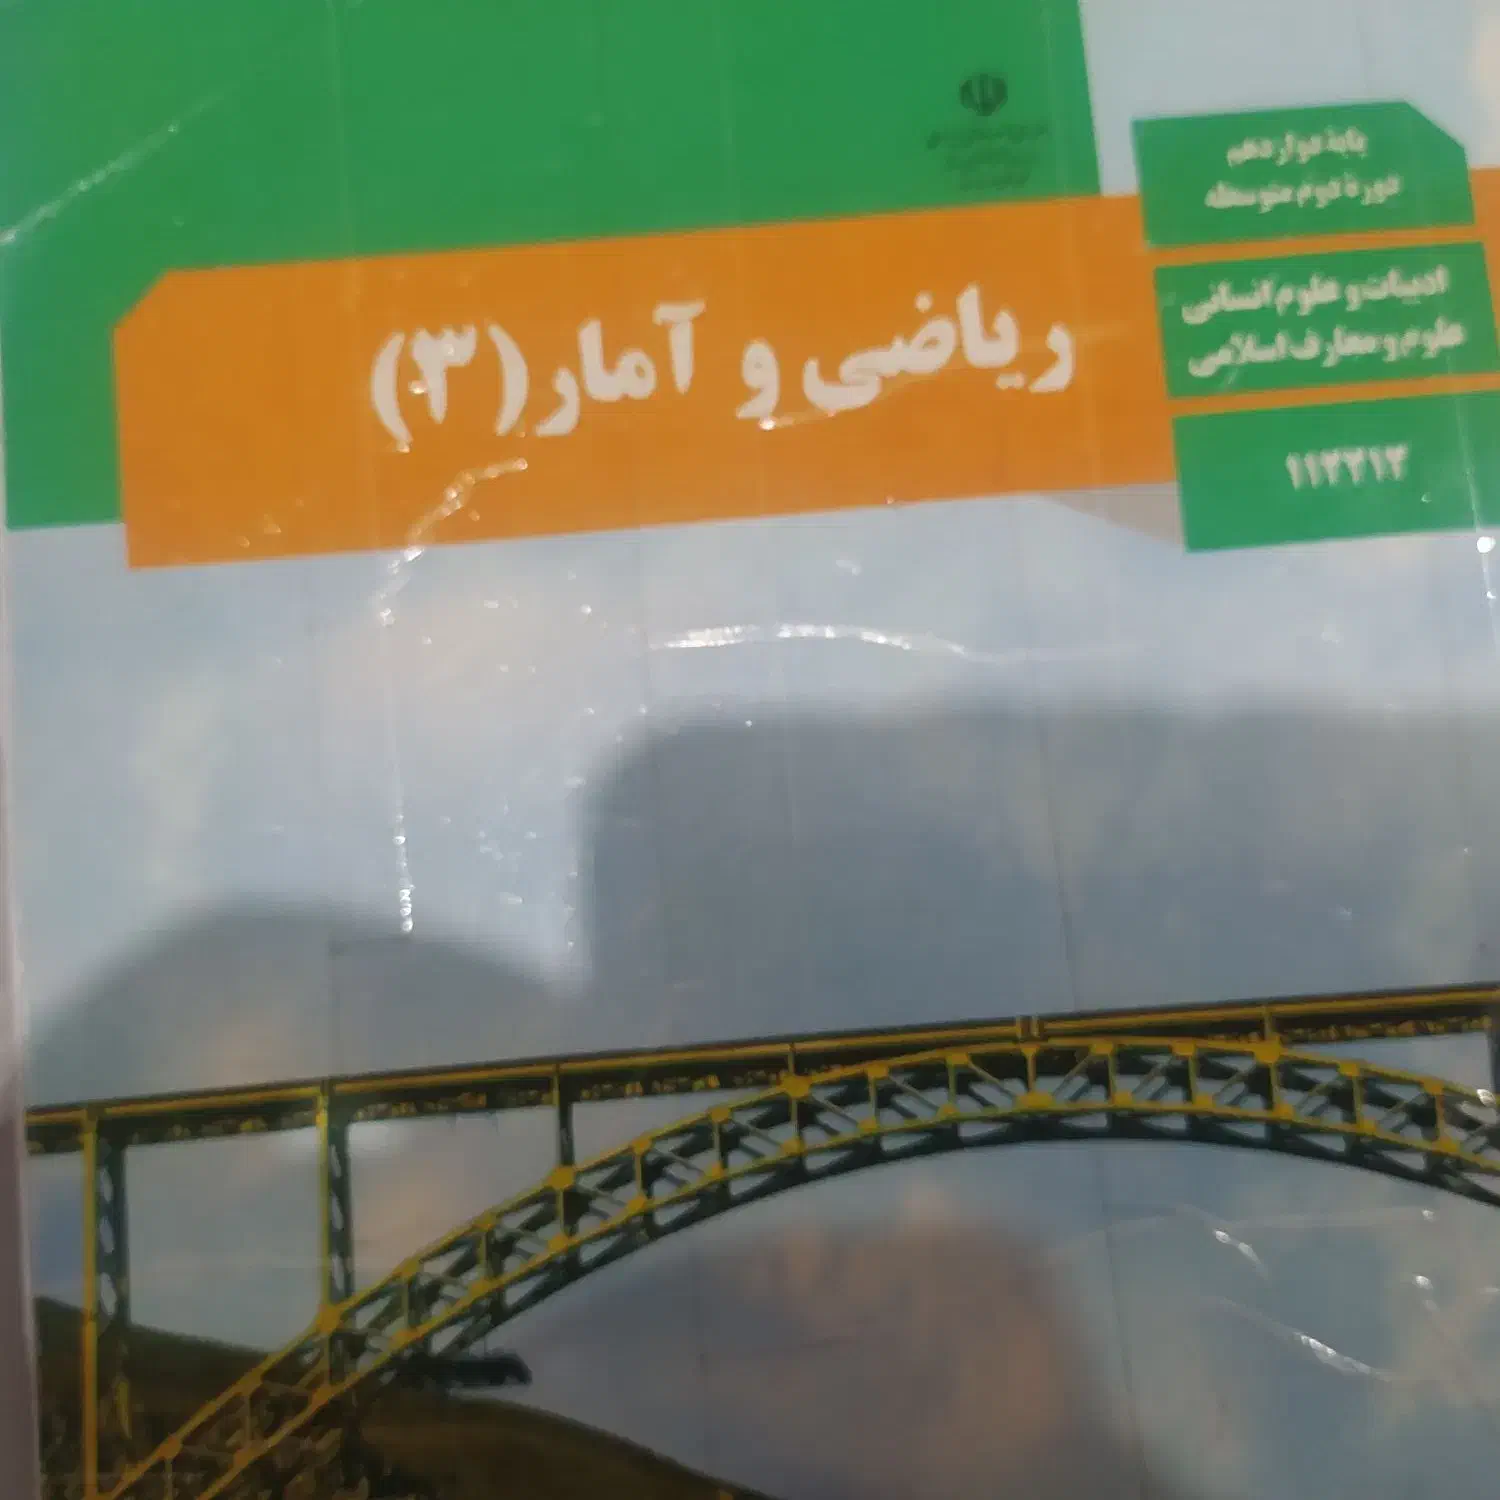 ریاضی و آمار (۳)
پایهٔ دوازدهم
دورهٔ دوم متوسطه
ادبیات و علوم انسانی
علوم و معارف اسلامی
۱۱۲۲۱۴